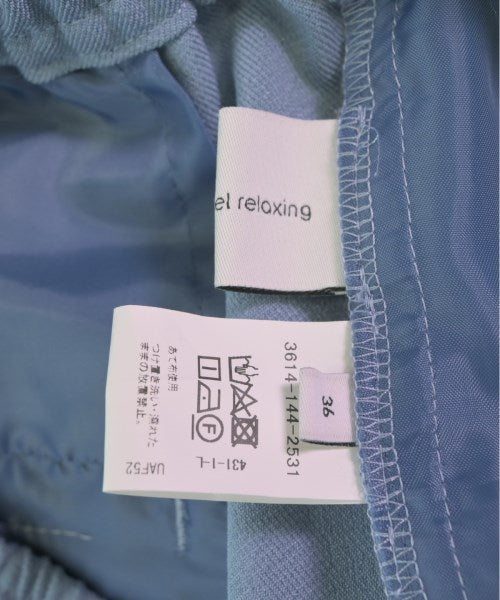 el relaxing
36
3614-144-2531
431-I-L
あて布使用
つけ置き洗い・濡れた
ままの放置禁止。
UAF52